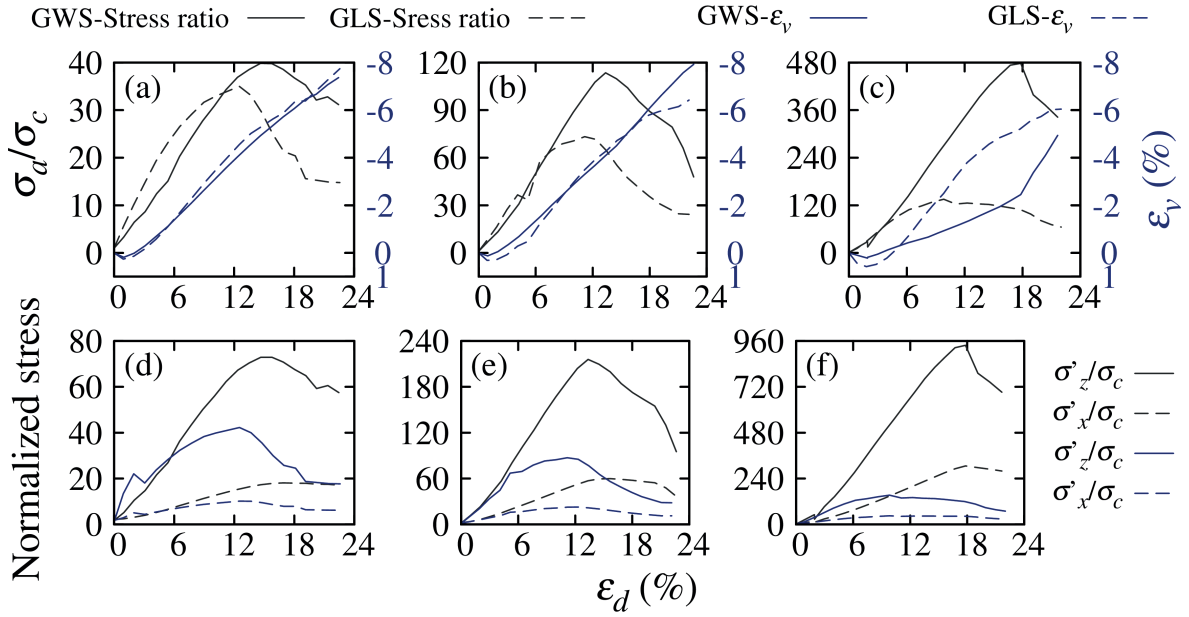 GWS-Stress ratio GLS-Sress ratio GWS-εv GLS-εv
40 -8 120 -8 480 -8
(a) (b) (c)
30 -6 90 -6 360 -6
20 -4 60 -4 240 -4
10 -2 30 -2 120 -2
0 0 0 0 0 0
1 1 1
0 6 12 18 24 0 6 12 18 24 0 6 12 18 24
σa/σc
εv (%)
80 240 960
(d) (e) (f)
60 180 720
40 120 480
20 60 240
0 0 0
0 6 12 18 24 0 6 12 18 24 0 6 12 18 24
Normalized stress
σ’z/σc
σ’x/σc
σ’z/σc
σ’x/σc
εd (%)